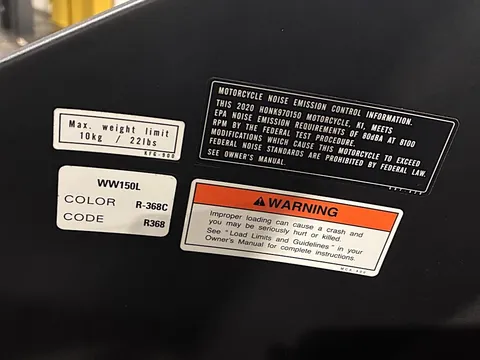 MOTORCYCLE NOISE EMISSION CONTROL INFORMATION.
THIS 2020 HONK970150 MOTORCYCLE, KI, MEETS
EPA NOISE EMISSION REQUIREMENTS OF 80dBA AT 8100
RPM BY THE FEDERAL TEST PROCEDURE.
MODIFICATIONS WHICH CAUSE THIS MOTORCYCLE TO EXCEED
FEDERAL NOISE STANDARDS ARE PROHIBITED BY FEDERAL LAW.
SEE OWNER'S MANUAL.
Max. weight limit
10kg / 22lbs
WW150L
COLOR R-368C
CODE R368
WARNING
Improper loading can cause a crash and
you may be seriously hurt or killed.
See "Load Limits and Guidelines" in your
Owner's Manual for complete instructions.